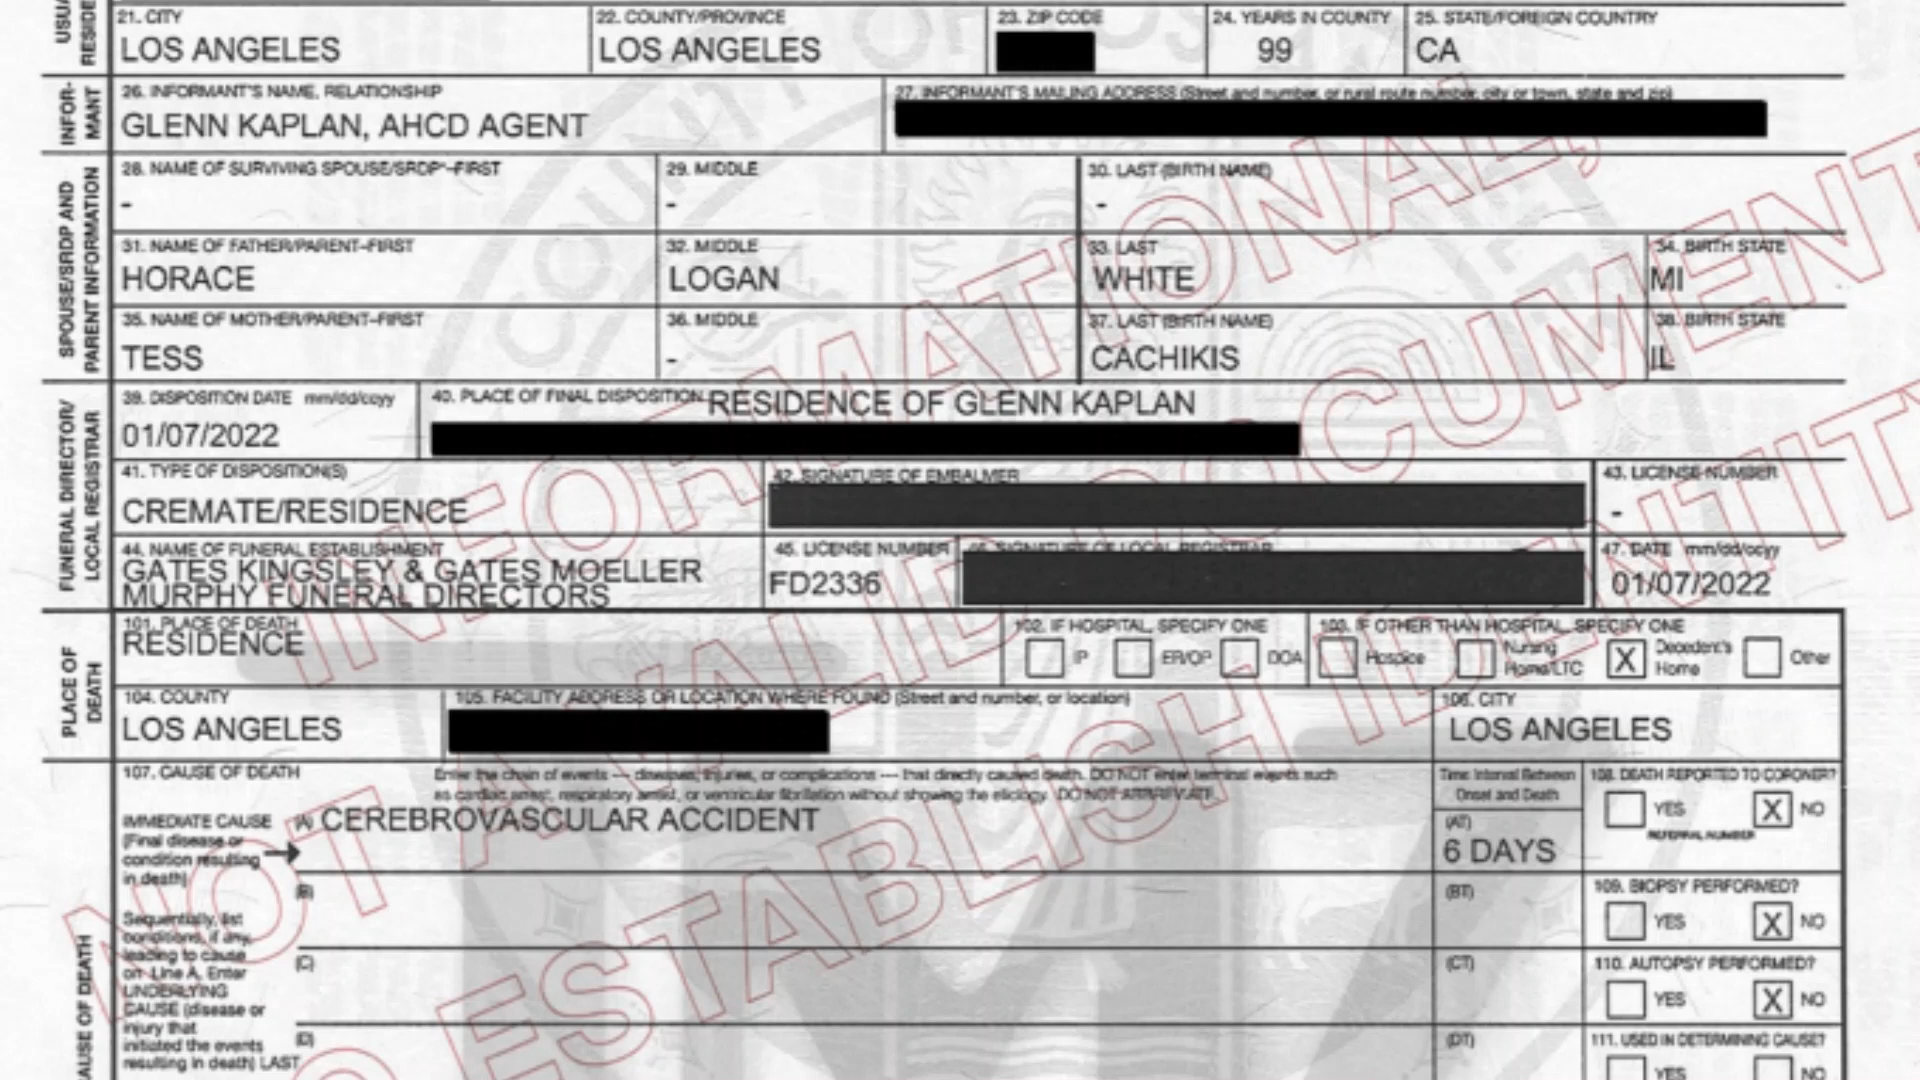 USUA
RESIDE
21. CITY
LOS ANGELES
22. COUNTY/PROVINCE
LOS ANGELES
23. ZIP CODE
24. YEARS IN COUNTY
99
25. STATE/FOREIGN COUNTRY
CA
INFOR-
MANT
26. INFORMANT'S NAME, RELATIONSHIP
GLENN KAPLAN, AHCD AGENT
27. INFORMANT'S MAILING ADDRESS (Street and number, or rural route number, city or town, state and zip)
SPOUSE/SRDP AND
PARENT INFORMATION
28. NAME OF SURVIVING SPOUSE/SRDP*–FIRST
-
29. MIDDLE
-
30. LAST (BIRTH NAME)
-
31. NAME OF FATHER/PARENT–FIRST
HORACE
32. MIDDLE
LOGAN
33. LAST
WHITE
34. BIRTH STATE
MI
35. NAME OF MOTHER/PARENT–FIRST
TESS
36. MIDDLE
-
37. LAST (BIRTH NAME)
CACHIKIS
38. BIRTH STATE
IL
FUNERAL DIRECTOR/
LOCAL REGISTRAR
39. DISPOSITION DATE mm/dd/ccyy
01/07/2022
40. PLACE OF FINAL DISPOSITION RESIDENCE OF GLENN KAPLAN
41. TYPE OF DISPOSITION(S)
CREMATE/RESIDENCE
42. SIGNATURE OF EMBALMER
43. LICENSE NUMBER
-
44. NAME OF FUNERAL ESTABLISHMENT
GATES KINGSLEY & GATES MOELLER
MURPHY FUNERAL DIRECTORS
45. LICENSE NUMBER
FD2336
46. SIGNATURE OF LOCAL REGISTRAR
47. DATE mm/dd/ccyy
01/07/2022
PLACE OF
DEATH
101. PLACE OF DEATH
RESIDENCE
102. IF HOSPITAL, SPECIFY ONE
IP
ER/OP
DOA
103. IF OTHER THAN HOSPITAL, SPECIFY ONE
Hospice
Nursing
Home/LTC
X
Decedent's
Home
Other
104. COUNTY
LOS ANGELES
105. FACILITY ADDRESS OR LOCATION WHERE FOUND (Street and number, or location)
106. CITY
LOS ANGELES
AUSE OF DEATH
107. CAUSE OF DEATH
Enter the chain of events --- diseases, injuries, or complications --- that directly caused death. DO NOT enter terminal events such
as cardiac arrest, respiratory arrest, or ventricular fibrillation without showing the etiology. DO NOT ABBREVIATE.
Time Interval Between
Onset and Death
IMMEDIATE CAUSE
(Final disease or
condition resulting
in death)
(A) CEREBROVASCULAR ACCIDENT
(AT)
6 DAYS
108. DEATH REPORTED TO CORONER?
YES
X NO
REFERRAL NUMBER
(B)
(BT)
109. BIOPSY PERFORMED?
YES
X NO
Sequentially, list
conditions, if any,
leading to cause
on Line A. Enter
UNDERLYING
CAUSE (disease or
injury that
initiated the events
resulting in death) LAST
(C)
(CT)
110. AUTOPSY PERFORMED?
YES
X NO
(D)
(DT)
111. USED IN DETERMINING CAUSE?
YES
NO
INFORMATIONAL,
NOT A VALID DOCUMENT
O ESTABLISH IDENTITY
COUNTY OF LOS